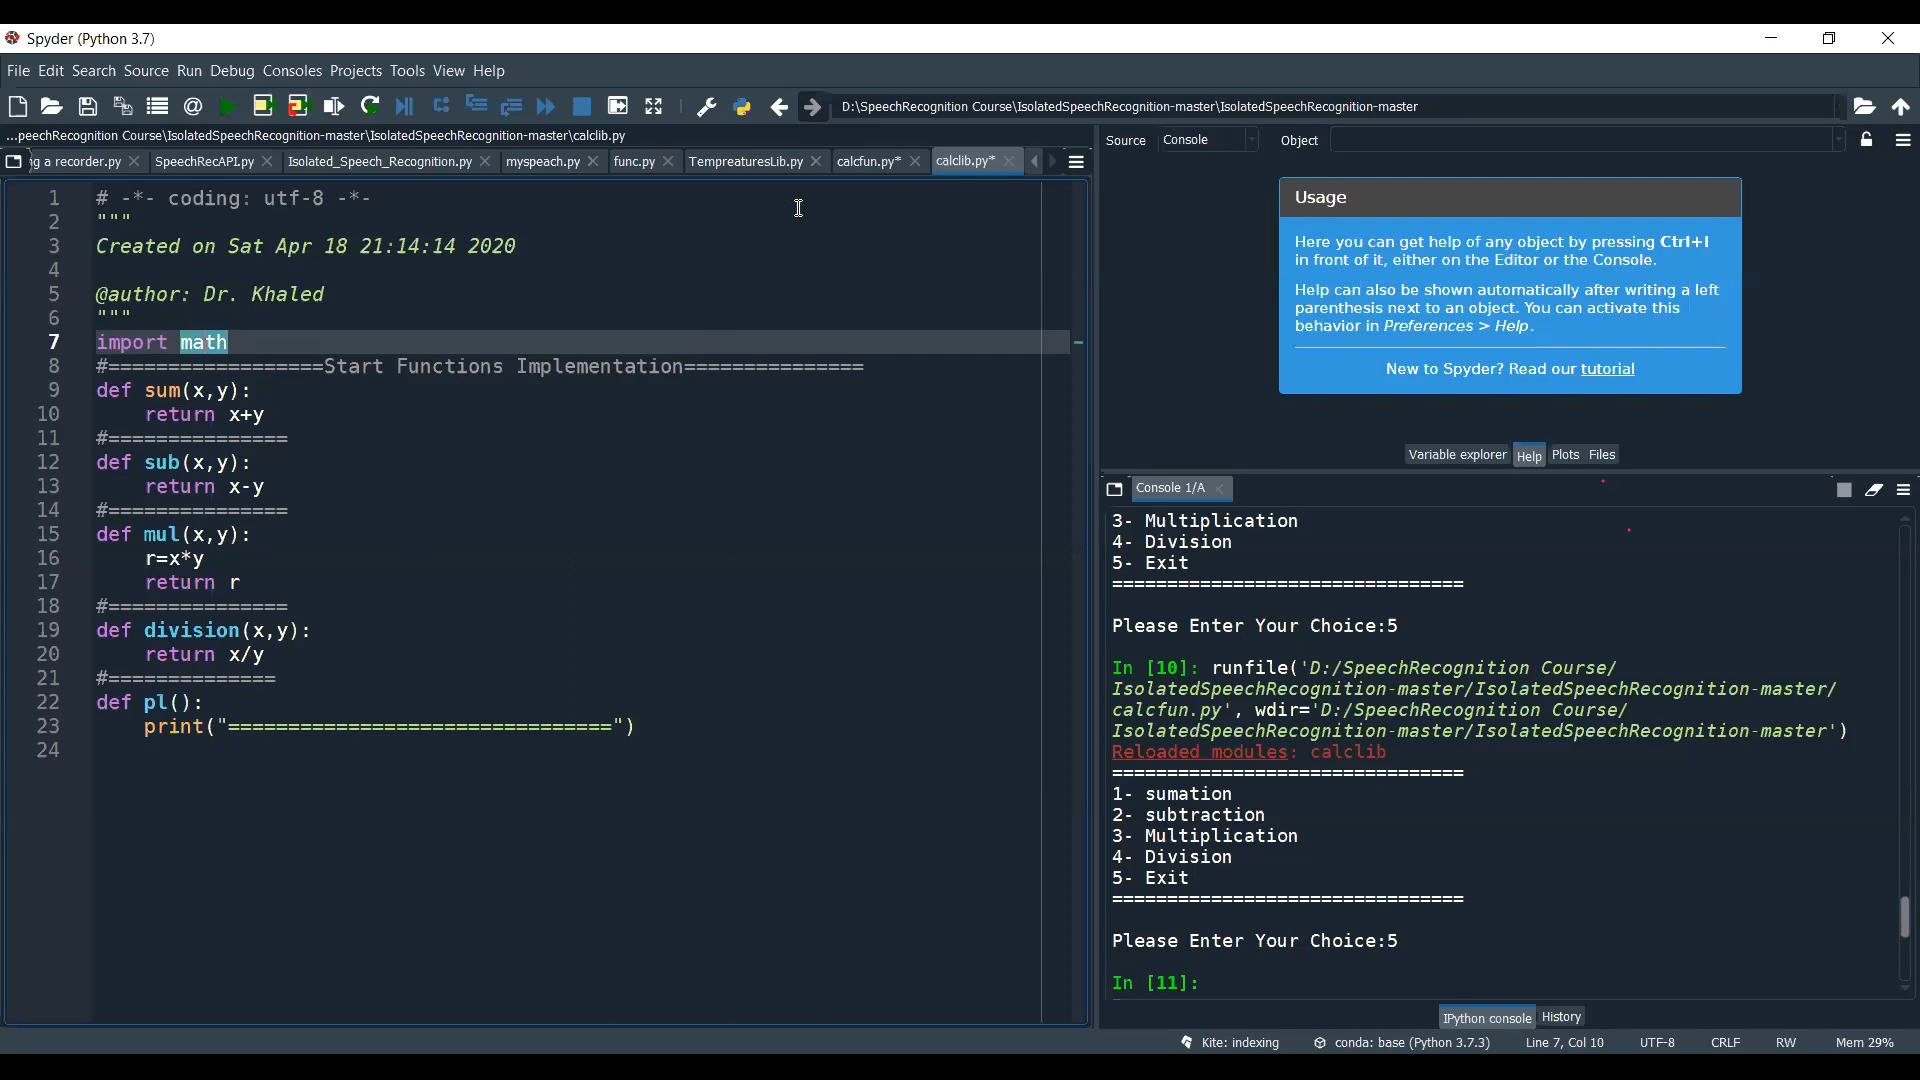 Spyder (Python 3.7)
File Edit Search Source Run Debug Consoles Projects Tools View Help
D:\SpeechRecognition Course\IsolatedSpeechRecognition-master\IsolatedSpeechRecognition-master
...peechRecognition Course\IsolatedSpeechRecognition-master\IsolatedSpeechRecognition-master\calclib.py
ng a recorder.py SpeechRecAPI.py Isolated_Speech_Recognition.py myspeach.py func.py TempreaturesLib.py calcfun.py* calclib.py*
1 # -*- coding: utf-8 -*-
2 """
3 Created on Sat Apr 18 21:14:14 2020
4
5 @author: Dr. Khaled
6 """
7 import math
8 #==================Start Functions Implementation===============
9 def sum(x,y):
10 return x+y
11 #===============
12 def sub(x,y):
13 return x-y
14 #===============
15 def mul(x,y):
16 r=x*y
17 return r
18 #===============
19 def division(x,y):
20 return x/y
21 #==============
22 def pl():
23 print("================================")
24
Source Console Object
Usage
Here you can get help of any object by pressing Ctrl+I
in front of it, either on the Editor or the Console.
Help can also be shown automatically after writing a left
parenthesis next to an object. You can activate this
behavior in Preferences > Help.
New to Spyder? Read our tutorial
Variable explorer Help Plots Files
Console 1/A
3- Multiplication
4- Division
5- Exit
================================
Please Enter Your Choice:5
In [10]: runfile('D:/SpeechRecognition Course/
IsolatedSpeechRecognition-master/IsolatedSpeechRecognition-master/
calcfun.py', wdir='D:/SpeechRecognition Course/
IsolatedSpeechRecognition-master/IsolatedSpeechRecognition-master')
Reloaded modules: calclib
================================
1- sumation
2- subtraction
3- Multiplication
4- Division
5- Exit
================================
Please Enter Your Choice:5
In [11]:
IPython console History
Kite: indexing conda: base (Python 3.7.3) Line 7, Col 10 UTF-8 CRLF RW Mem 29%